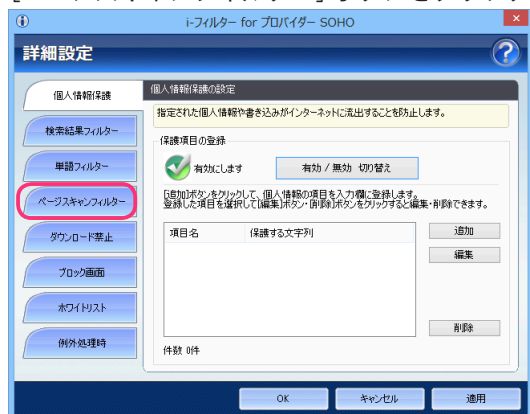 i-フィルター for プロバイダー SOHO
詳細設定
個人情報保護
検索結果フィルター
単語フィルター
ページスキャンフィルター
ダウンロード禁止
ブロック画面
ホワイトリスト
例外処理時
個人情報保護の設定
指定された個人情報や書き込みがインターネットに流出することを防止します。
保護項目の登録
有効にします
有効 / 無効 切り替え
[追加]ボタンをクリックして、個人情報の項目を入力欄に登録します。
登録した項目を選択して[編集]ボタン・[削除]ボタンをクリックすると編集・削除できます。
項目名 保護する文字列
追加
編集
削除
件数 0件
OK キャンセル 適用